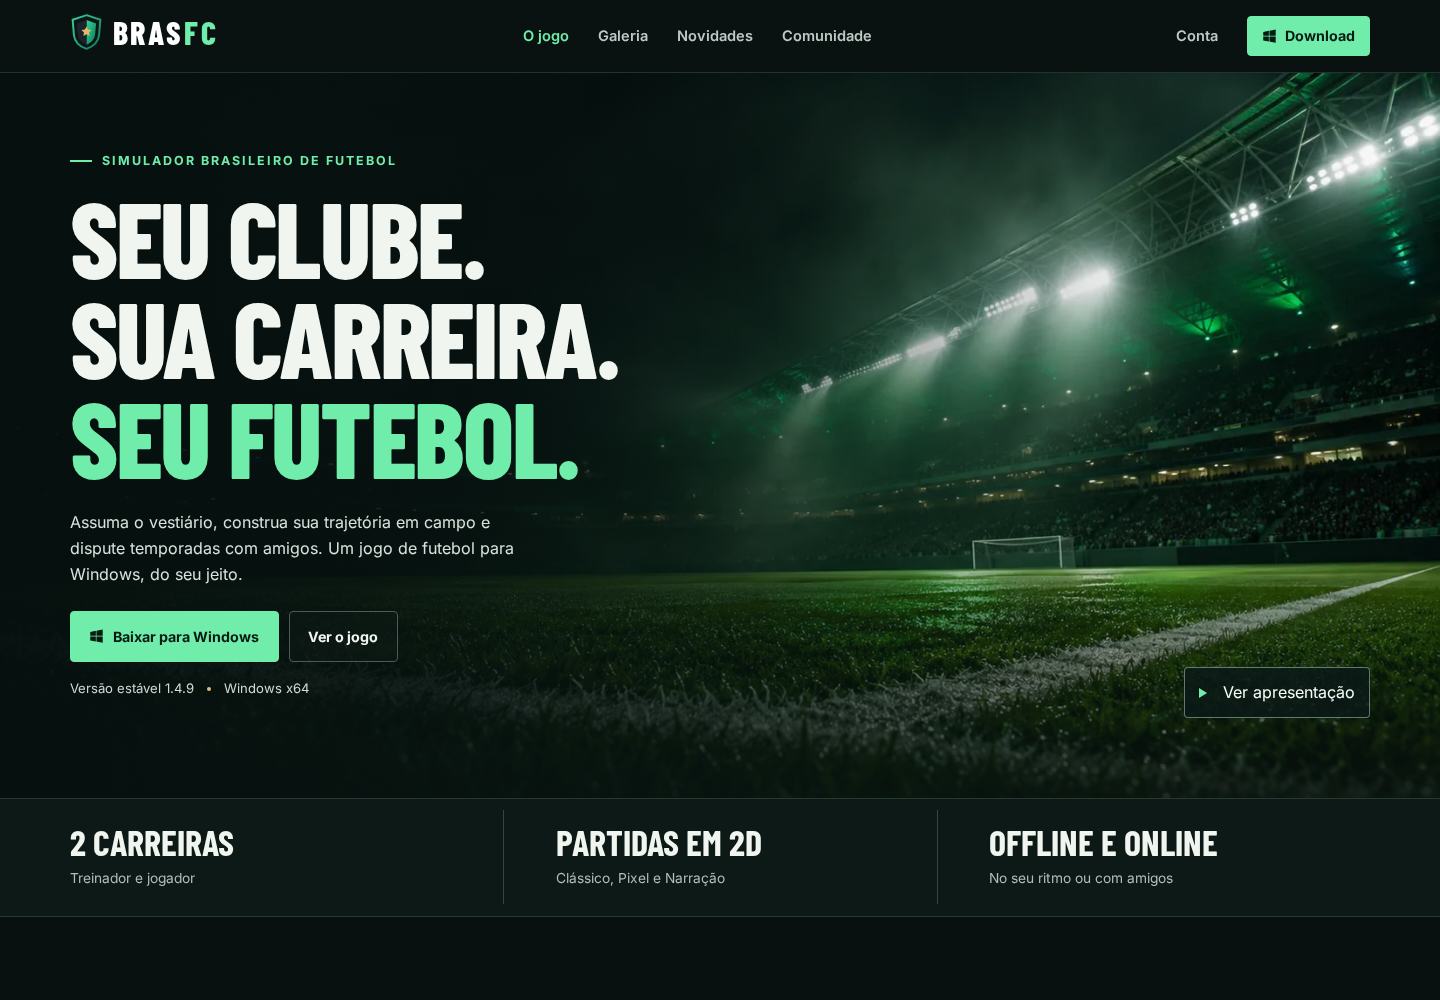 BRASFC
O jogo
Galeria
Novidades
Comunidade
Conta
Download
SIMULADOR BRASILEIRO DE FUTEBOL
SEU CLUBE.
SUA CARREIRA.
SEU FUTEBOL.
Assuma o vestiário, construa sua trajetória em campo e
dispute temporadas com amigos. Um jogo de futebol para
Windows, do seu jeito.
Baixar para Windows
Ver o jogo
Versão estável 1.4.9 • Windows x64
Ver apresentação
2 CARREIRAS
Treinador e jogador
PARTIDAS EM 2D
Clássico, Pixel e Narração
OFFLINE E ONLINE
No seu ritmo ou com amigos